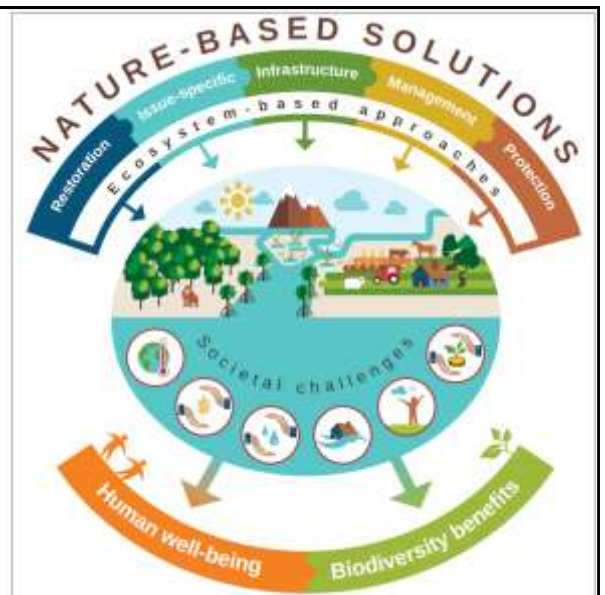 NATURE-BASED SOLUTIONS
Restoration
Issue-specific
Infrastructure
Management
Protection
Ecosystem-based approaches
Societal challenges
Human well-being
Biodiversity benefits